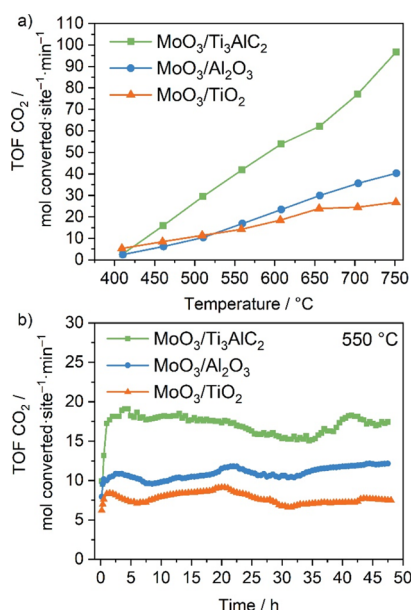 a)
TOF CO₂ /
mol converted·site⁻¹·min⁻¹
110
100
90
80
70
60
50
40
30
20
10
0
MoO₃/Ti₃AlC₂
MoO₃/Al₂O₃
MoO₃/TiO₂
400 450 500 550 600 650 700 750
Temperature / °C
b)
TOF CO₂ /
mol converted·site⁻¹·min⁻¹
30
25
20
15
10
5
0
MoO₃/Ti₃AlC₂
MoO₃/Al₂O₃
MoO₃/TiO₂
550 °C
0 5 10 15 20 25 30 35 40 45 50
Time / h